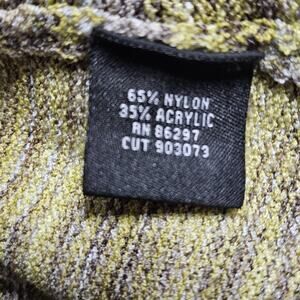 65% NYLON
35% ACRYLIC
RN 86297
CUT 903073